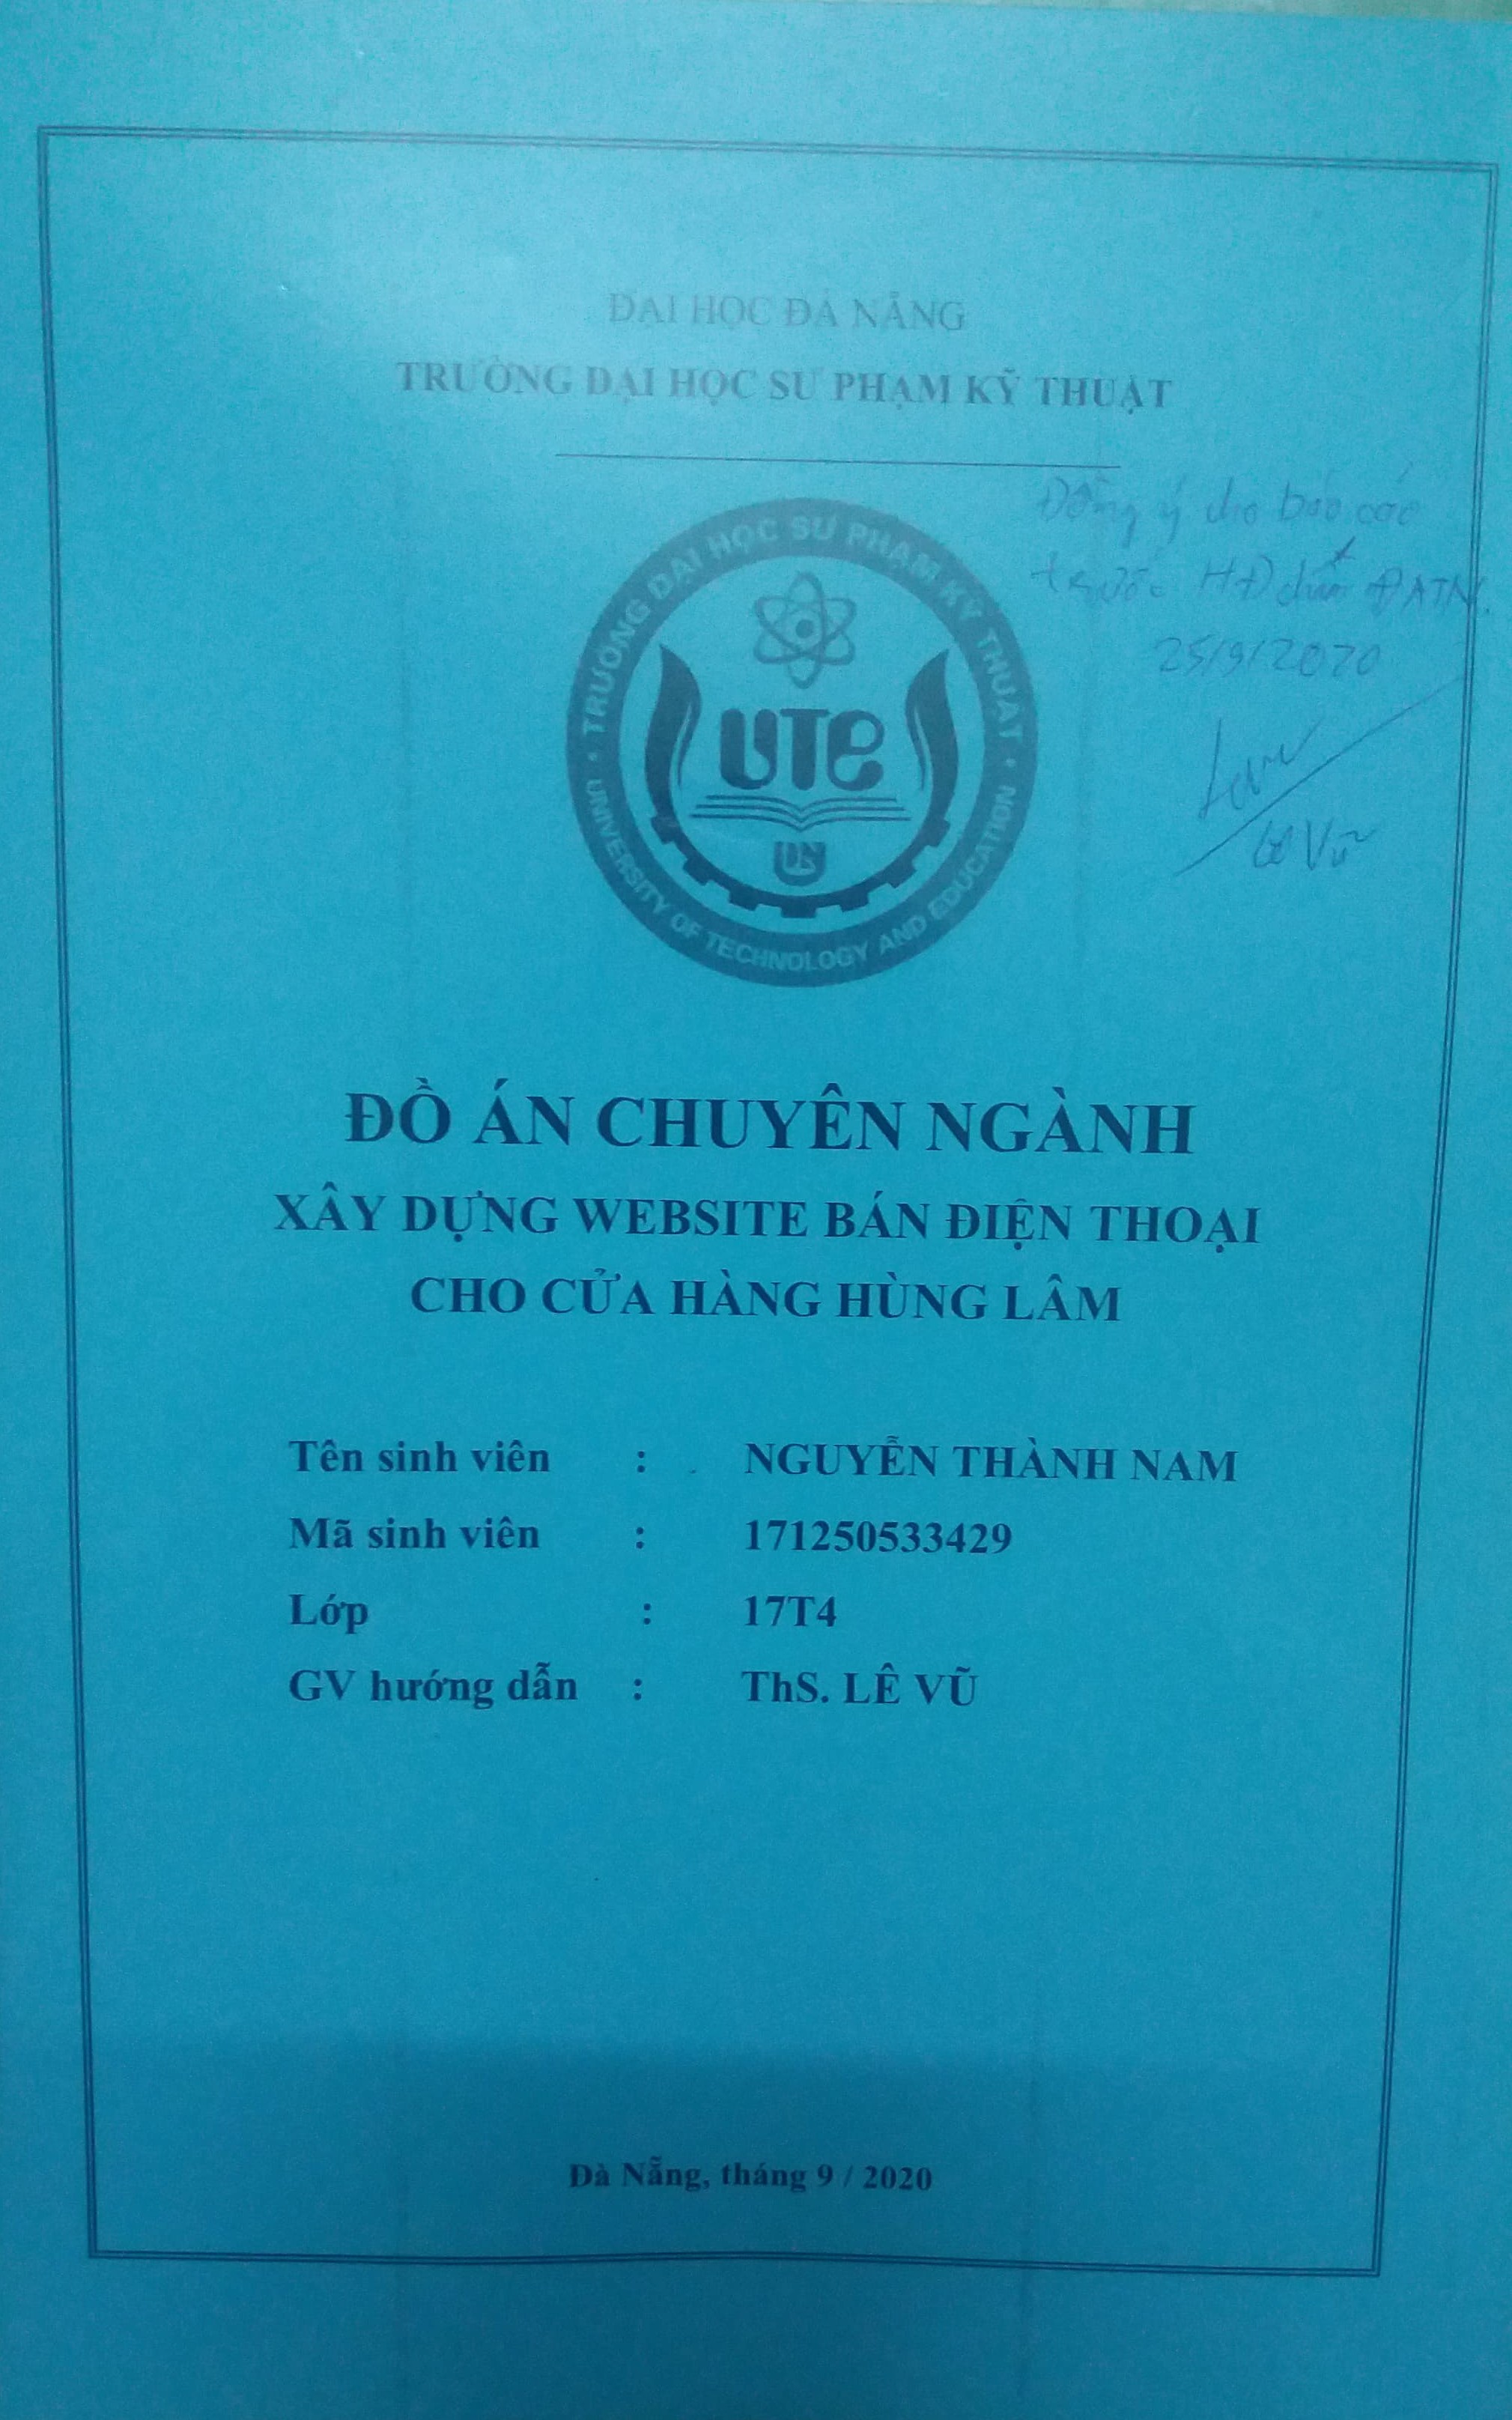 ĐẠI HỌC ĐÀ NẴNG
TRƯỜNG ĐẠI HỌC SƯ PHẠM KỸ THUẬT
Đồng ý cho báo cáo
trước HĐ chấm ĐATN.
25/9/2020
Lê Vũ
TRƯỜNG ĐẠI HỌC SƯ PHẠM KỸ THUẬT
UTE
UNIVERSITY OF TECHNOLOGY AND EDUCATION
ĐỒ ÁN CHUYÊN NGÀNH
XÂY DỰNG WEBSITE BÁN ĐIỆN THOẠI
CHO CỬA HÀNG HÙNG LÂM
Tên sinh viên : NGUYỄN THÀNH NAM
Mã sinh viên : 171250533429
Lớp : 17T4
GV hướng dẫn : ThS. LÊ VŨ
Đà Nẵng, tháng 9 / 2020